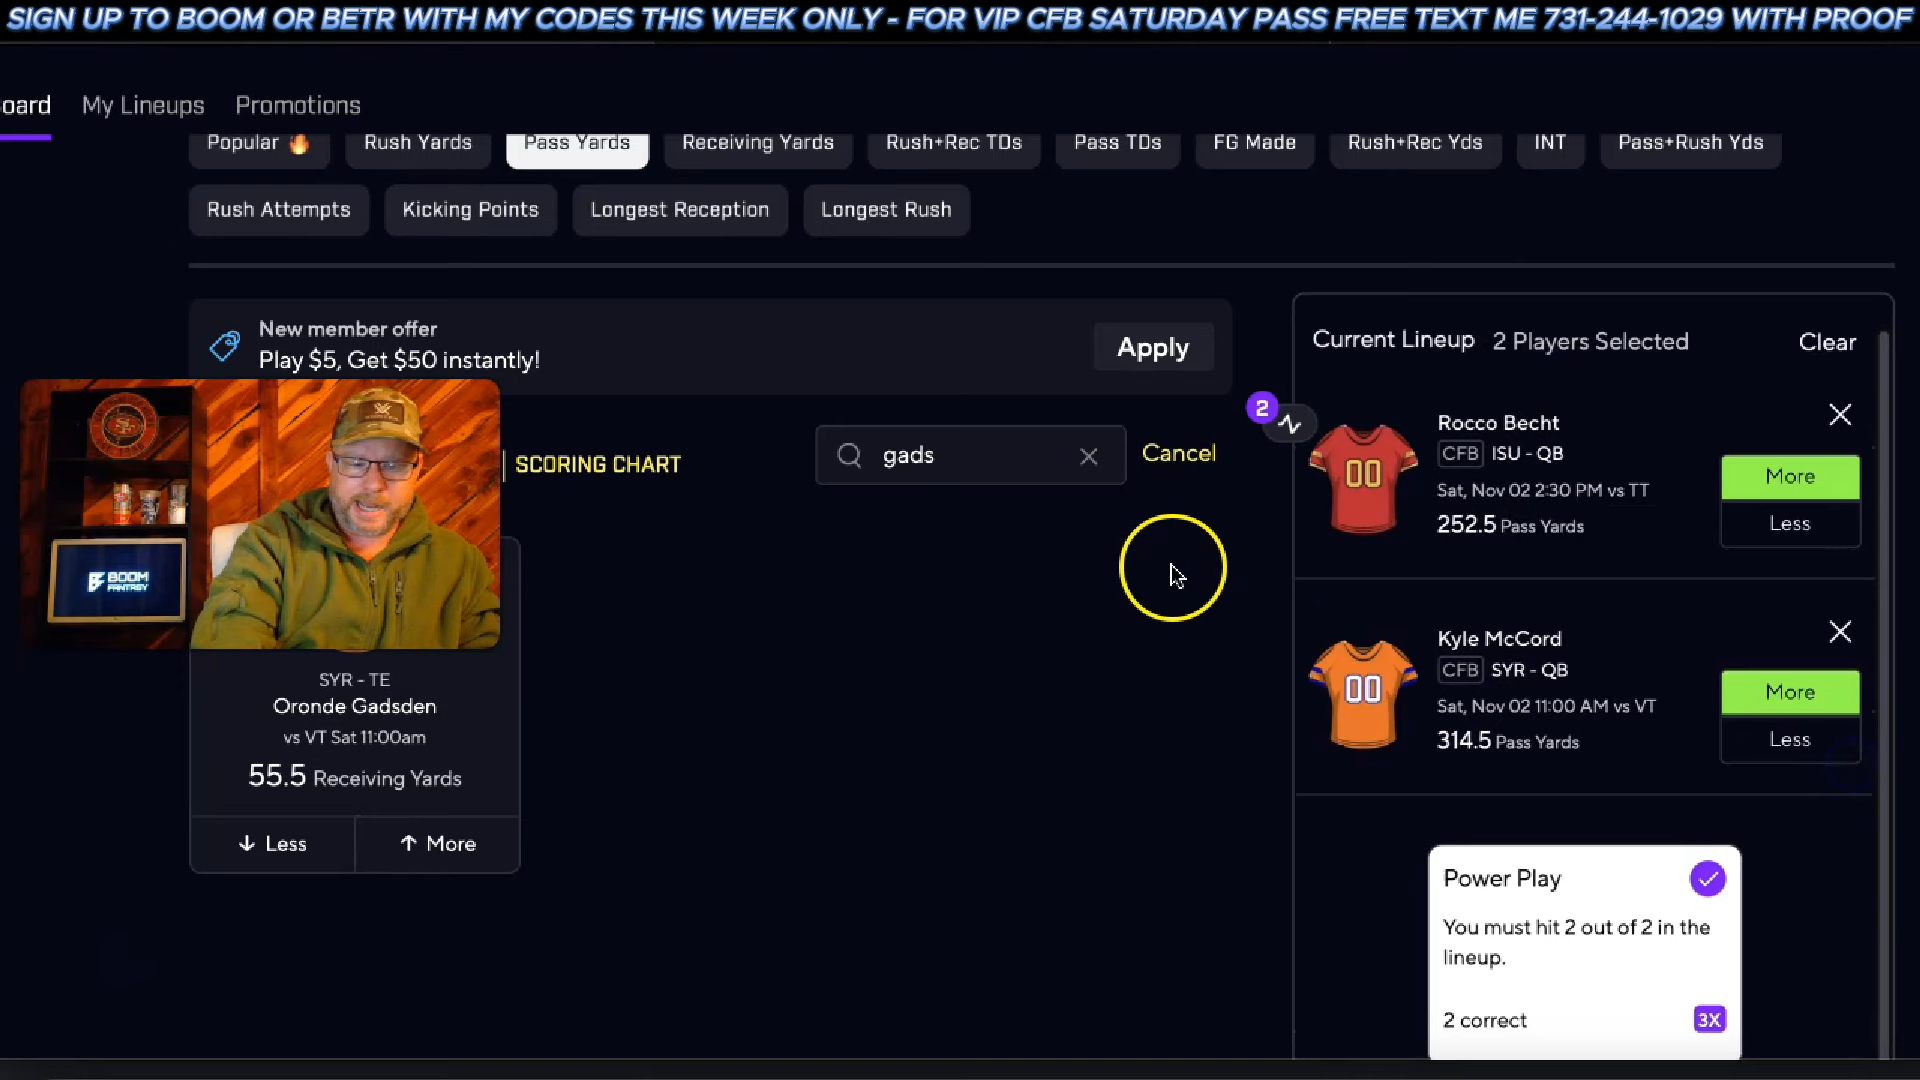 SIGN UP TO BOOM OR BETR WITH MY CODES THIS WEEK ONLY - FOR VIP CFB SATURDAY PASS FREE TEXT ME 731-244-1029 WITH PROOF
oard My Lineups Promotions
Popular Rush Yards Pass Yards Receiving Yards Rush+Rec TDs Pass TDs FG Made Rush+Rec Yds INT Pass+Rush Yds
Rush Attempts Kicking Points Longest Reception Longest Rush
New member offer
Play $5, Get $50 instantly!
Apply
SCORING CHART
gads
Cancel
BOOM
FANTASY
SYR - TE
Oronde Gadsden
vs VT Sat 11:00am
55.5 Receiving Yards
Less More
Current Lineup 2 Players Selected Clear
2
00
Rocco Becht
CFB ISU - QB
Sat, Nov 02 2:30 PM vs TT
252.5 Pass Yards
More
Less
00
Kyle McCord
CFB SYR - QB
Sat, Nov 02 11:00 AM vs VT
314.5 Pass Yards
More
Less
Power Play
You must hit 2 out of 2 in the
lineup.
2 correct 3X